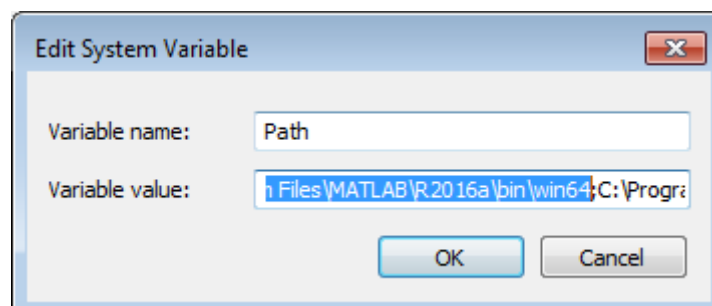 Edit System Variable
Variable name: Path
Variable value: Files\MATLAB\R2016a\bin\win64;C:\Progra
OK Cancel